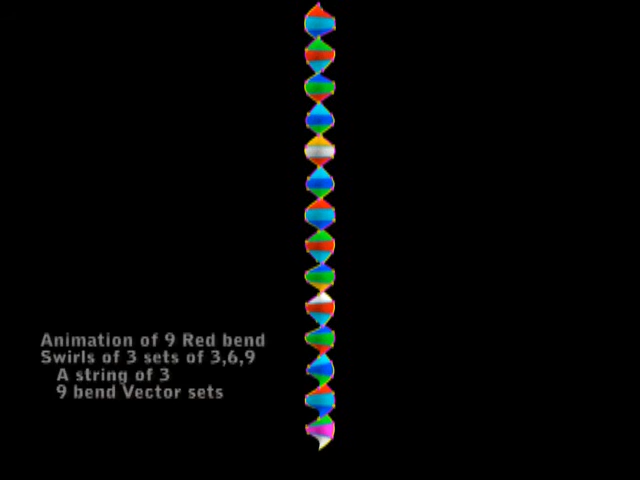 Animation of 9 Red bend
Swirls of 3 sets of 3,6,9
A string of 3
9 bend Vector sets